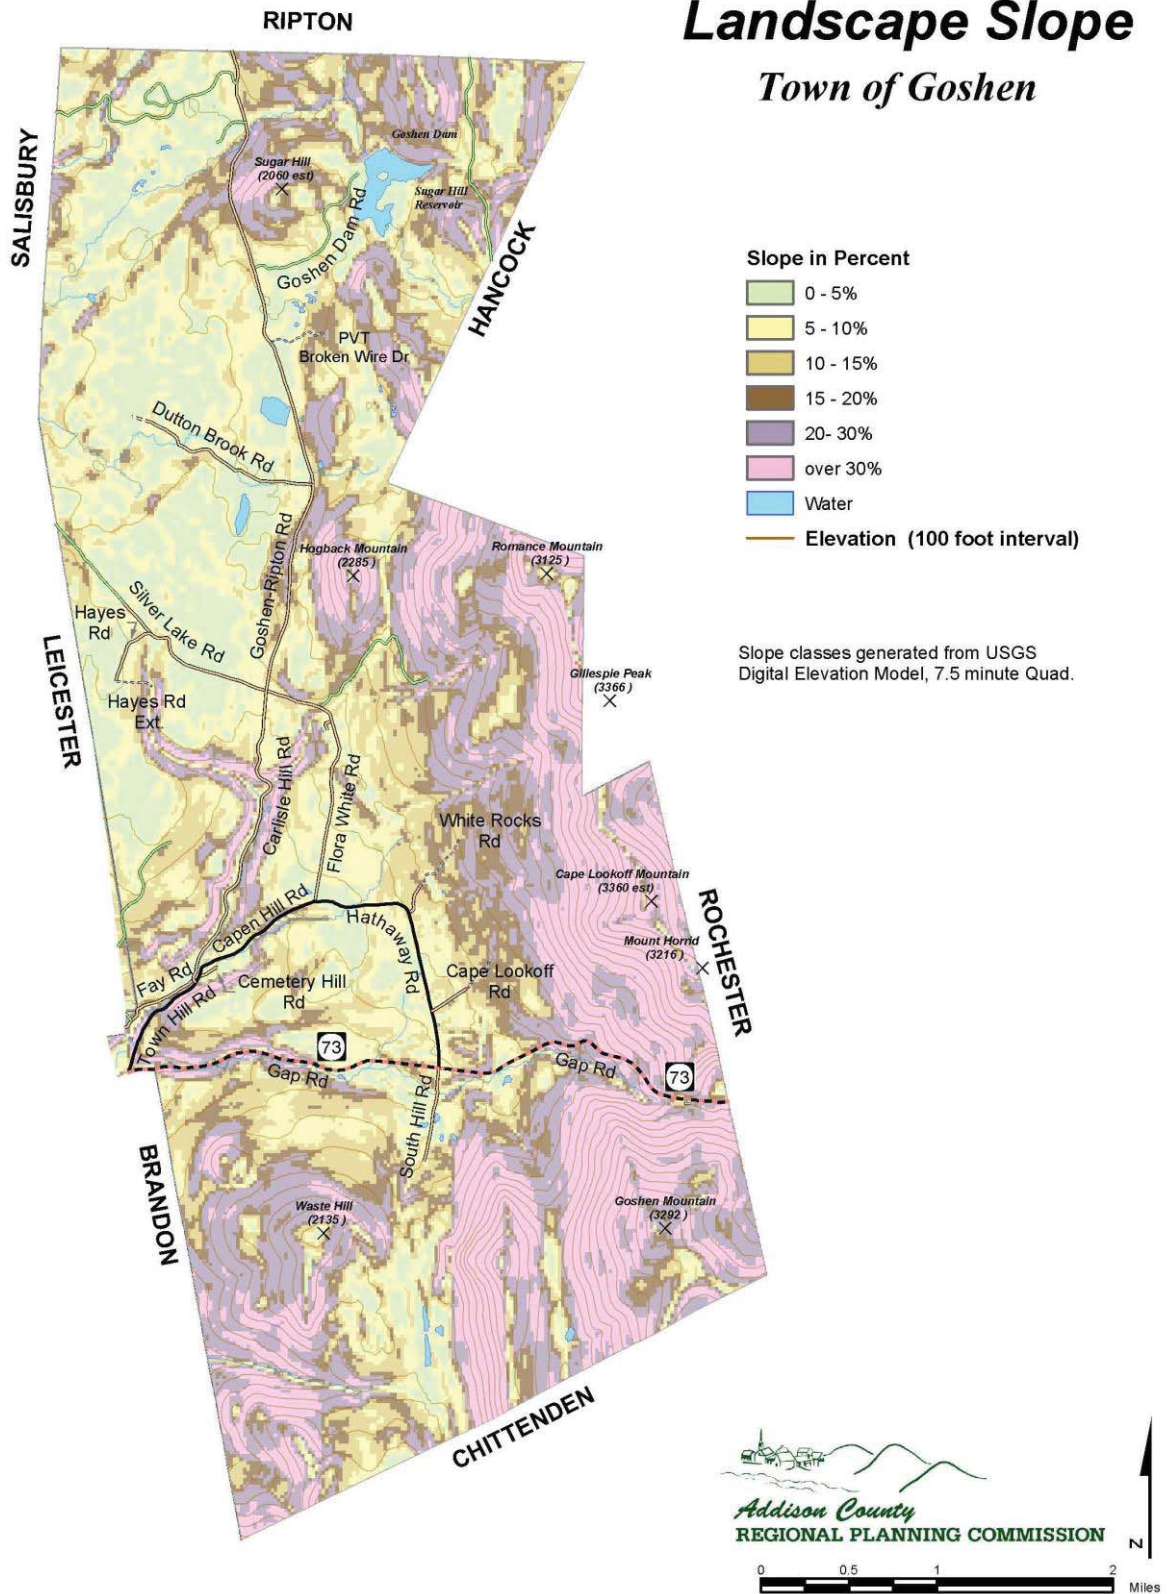 Landscape Slope
Town of Goshen
RIPTON
SALISBURY
HANCOCK
LEICESTER
ROCHESTER
BRANDON
CHITTENDEN
Goshen Dam
Sugar Hill
(2060 est)
Sugar Hill
Reservoir
Goshen Dam Rd
PVT
Broken Wire Dr
Dutton Brook Rd
Goshen-Ripton Rd
Hogback Mountain
(2285 )
Romance Mountain
(3125 )
Silver Lake Rd
Hayes
Rd
Hayes Rd
Ext.
Gillespie Peak
(3366 )
Carlisle Hill Rd
Flora White Rd
White Rocks
Rd
Cape Lookoff Mountain
(3360 est)
Mount Horrid
(3216 )
Capen Hill Rd
Hathaway Rd
Cape Lookoff
Rd
Fay Rd
Town Hill Rd
Cemetery Hill
Rd
73
Gap Rd
Gap Rd
73
South Hill Rd
Waste Hill
(2135 )
Goshen Mountain
(3292 )
Slope in Percent
0 - 5%
5 - 10%
10 - 15%
15 - 20%
20- 30%
over 30%
Water
Elevation (100 foot interval)
Slope classes generated from USGS
Digital Elevation Model, 7.5 minute Quad.
Addison County
REGIONAL PLANNING COMMISSION
N
0 0.5 1 2
Miles